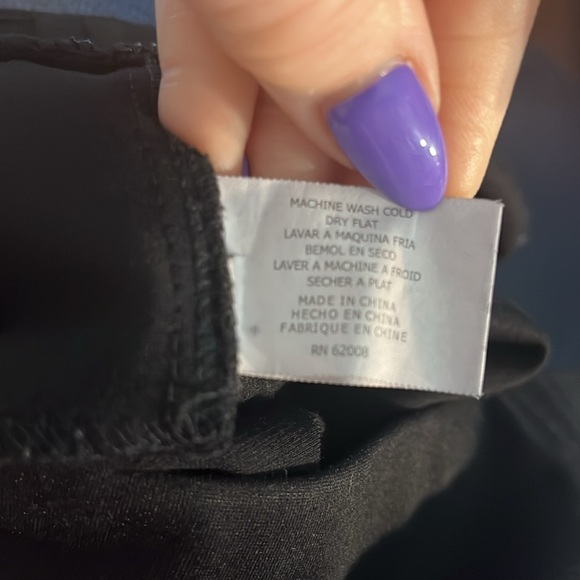 MACHINE WASH COLD
DRY FLAT
LAVAR A MAQUINA FRIA
BEMOL EN SECO
LAVER A MACHINE A FROID
SECHER A PLAT
MADE IN CHINA
HECHO EN CHINA
FABRIQUE EN CHINE
RN 62008